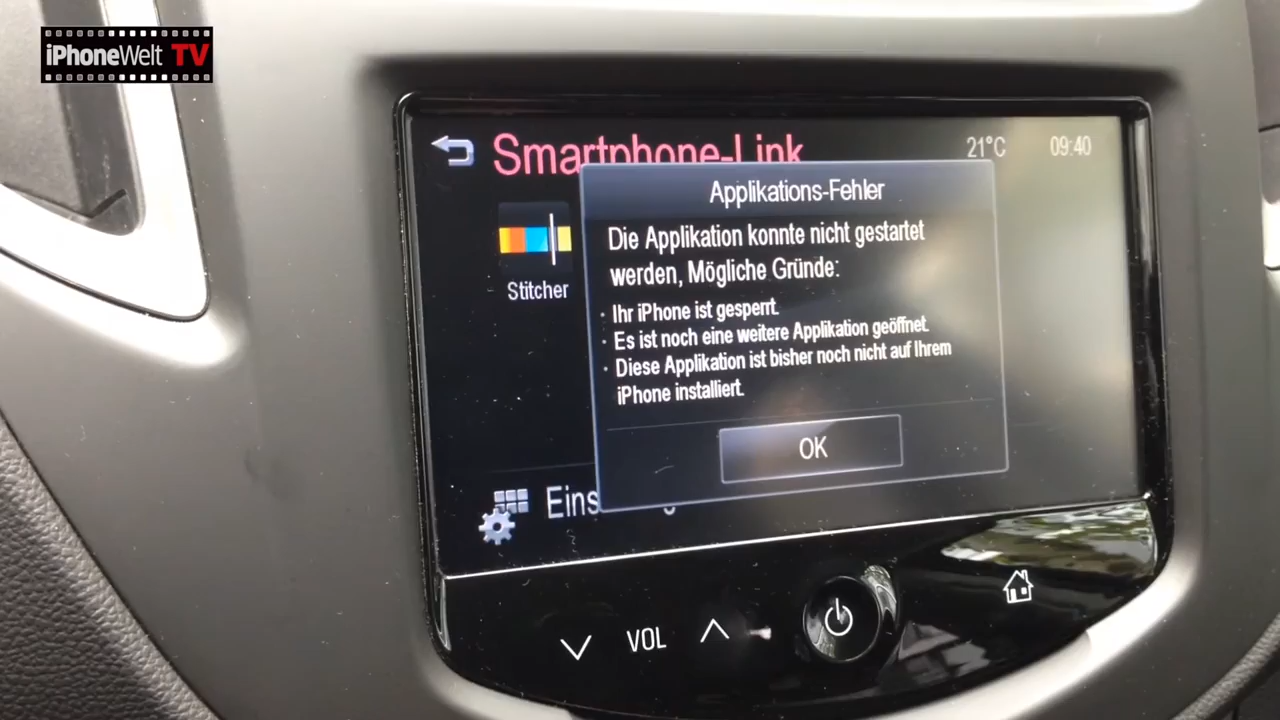 iPhoneWelt TV
Smartphone-Link
21°C
09:40
Applikations-Fehler
Die Applikation konnte nicht gestartet
werden, Mögliche Gründe:
· Ihr iPhone ist gesperrt.
· Es ist noch eine weitere Applikation geöffnet.
· Diese Applikation ist bisher noch nicht auf Ihrem
iPhone installiert.
Stitcher
OK
Eins
VOL